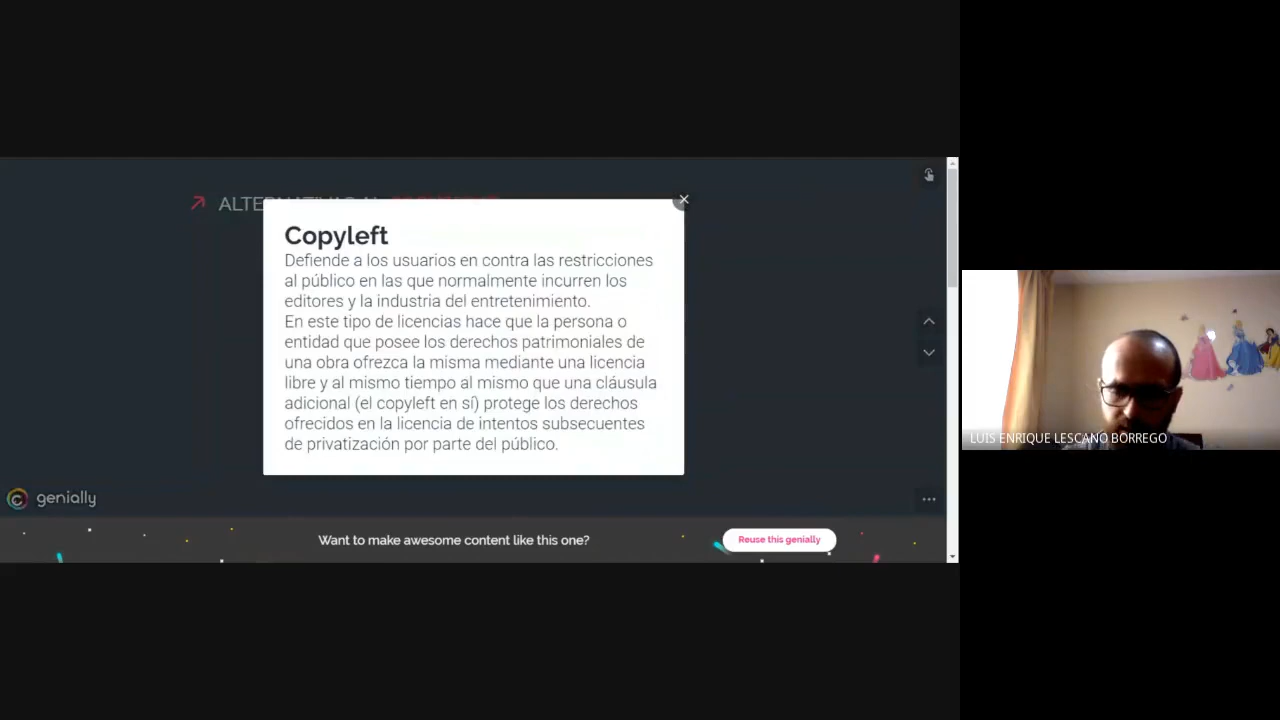 Copyleft
Defiende a los usuarios en contra las restricciones
al público en las que normalmente incurren los
editores y la industria del entretenimiento.
En este tipo de licencias hace que la persona o
entidad que posee los derechos patrimoniales de
una obra ofrezca la misma mediante una licencia
libre y al mismo tiempo al mismo que una cláusula
adicional (el copyleft en sí) protege los derechos
ofrecidos en la licencia de intentos subsecuentes
de privatización por parte del público.
genially
Want to make awesome content like this one?
Reuse this genially
LUIS ENRIQUE LESCANO BORREGO